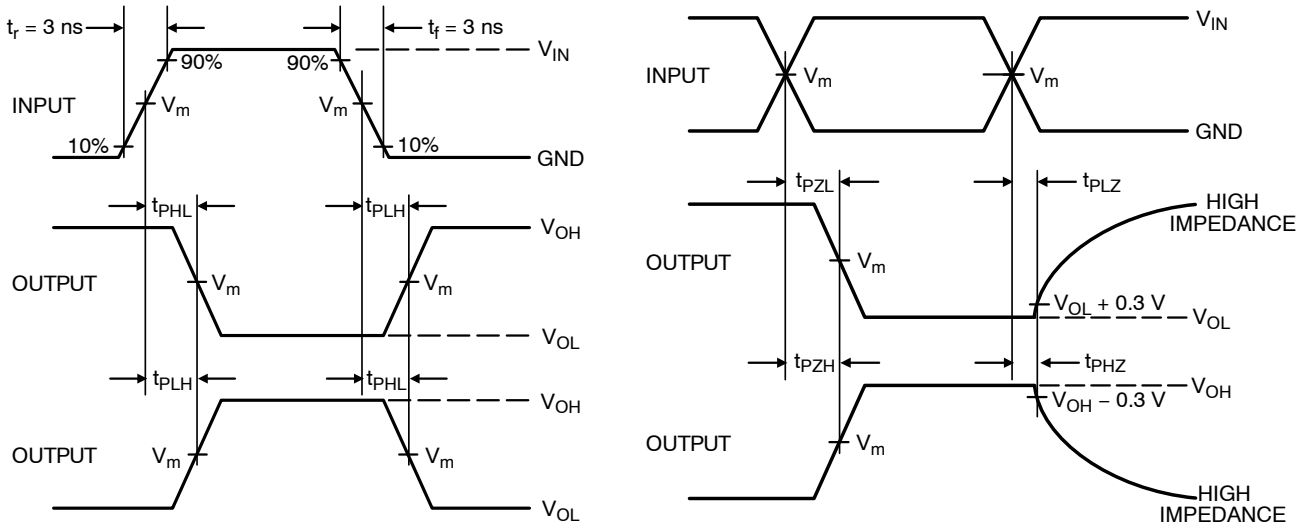 tr = 3 ns
tf = 3 ns
VIN
90%
90%
INPUT
Vm
Vm
10%
10%
GND
tPHL
tPLH
VOH
OUTPUT
Vm
Vm
VOL
tPLH
tPHL
VOH
OUTPUT
Vm
Vm
VOL
VIN
INPUT
Vm
Vm
GND
tPZL
tPLZ
HIGH
IMPEDANCE
OUTPUT
Vm
VOL + 0.3 V
VOL
tPZH
tPHZ
VOH
VOH – 0.3 V
OUTPUT
Vm
HIGH
IMPEDANCE